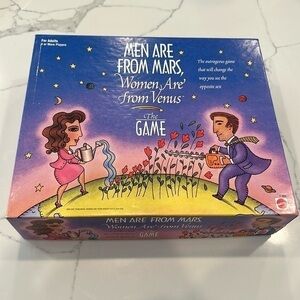 For Adults
4 or More Players
MEN ARE
FROM MARS,
Women Are
from Venus
The
GAME
The outrageous game
that will change the
way you see the
opposite sex
MEN ARE FROM MARS,
Women Are from Venus
GAME